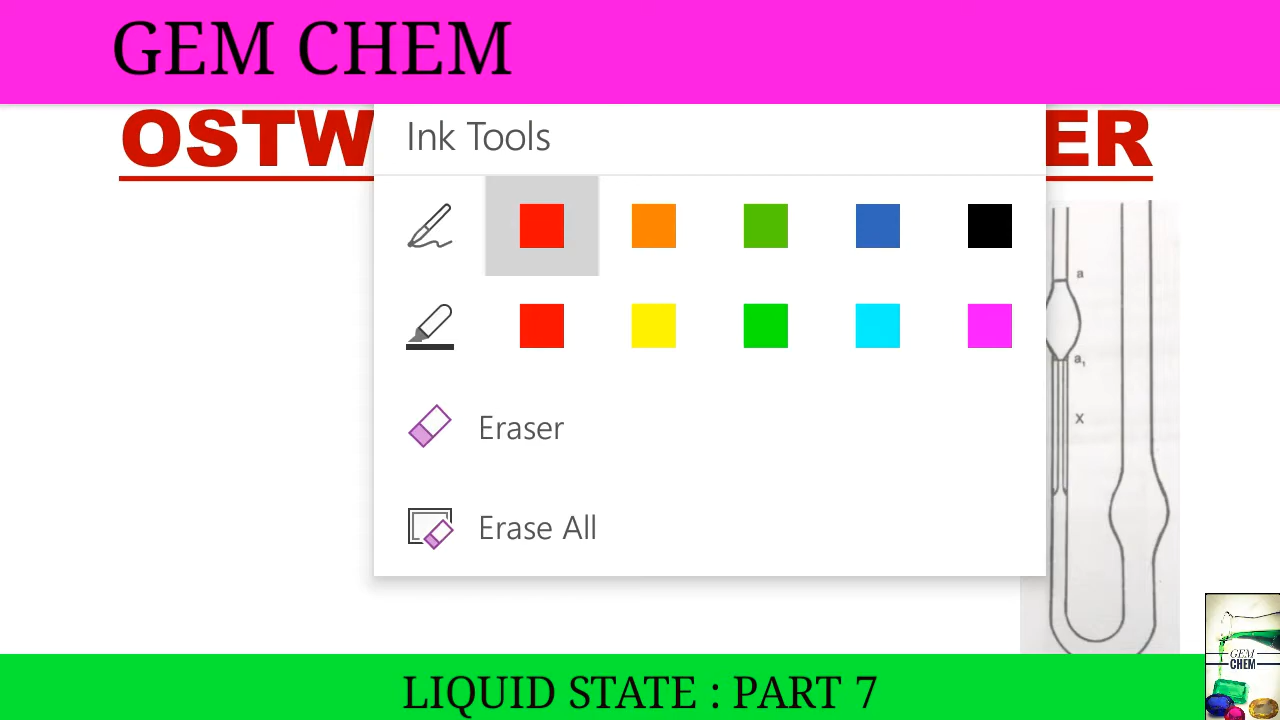 GEM CHEM
OSTW ER
Ink Tools
a
a₁
X
Eraser
Erase All
GEM
CHEM
LIQUID STATE : PART 7